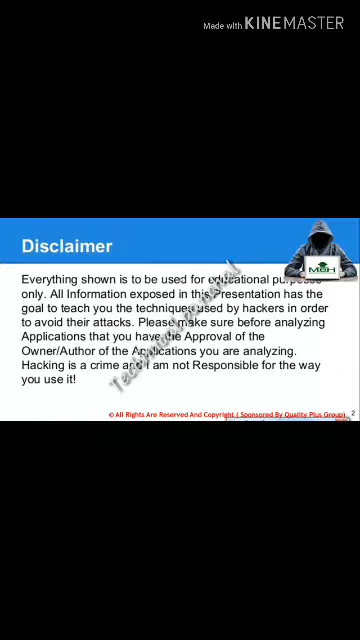 Made with KINEMASTER
Disclaimer
MGH
Everything shown is to be used for educational purposes
only. All Information exposed in this Presentation has the
goal to teach you the techniques used by hackers in order
to avoid their attacks. Please make sure before analyzing
Applications that you have the Approval of the
Owner/Author of the Applications you are analyzing.
Hacking is a crime and I am not Responsible for the way
you use it!
© All Rights Are Reserved And Copyright ( Sponsored By Quality Plus Group)
2